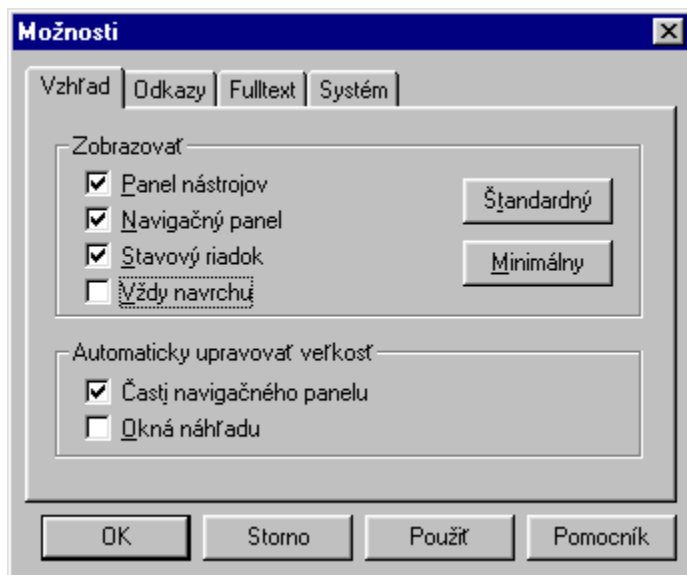 Možnosti
Vzhľad Odkazy Fulltext Systém
Zobrazovať
Panel nástrojov
Navigačný panel
Stavový riadok
Vždy navrchu
Štandardný
Minimálny
Automaticky upravovať veľkosť
Časti navigačného panelu
Okná náhľadu
OK Storno Použiť Pomocník